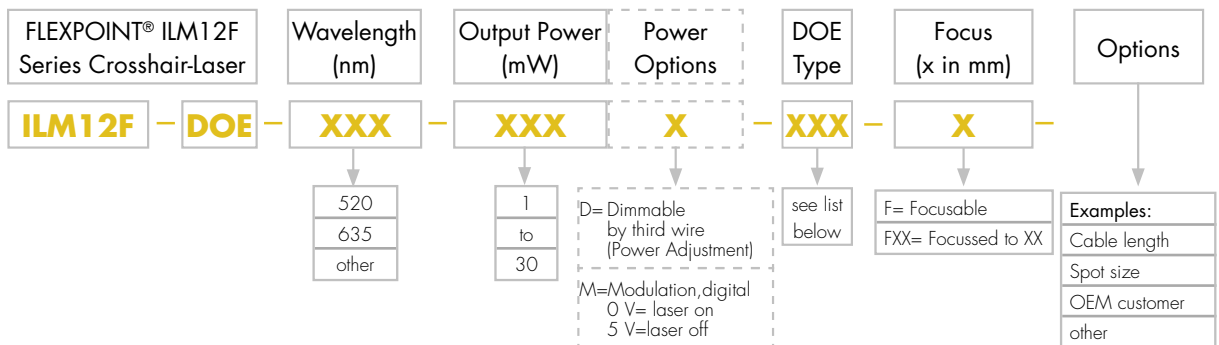 FLEXPOINT® ILM12F
Series Crosshair-Laser
Wavelength
(nm)
Output Power
(mW)
Power
Options
DOE
Type
Focus
(x in mm)
Options
ILM12F – DOE – XXX – XXX X – XXX – X –
520
635
other
1
to
30
D= Dimmable
by third wire
(Power Adjustment)
M=Modulation,digital
0 V= laser on
5 V=laser off
see list
below
F= Focusable
FXX= Focussed to XX
Examples:
Cable length
Spot size
OEM customer
other